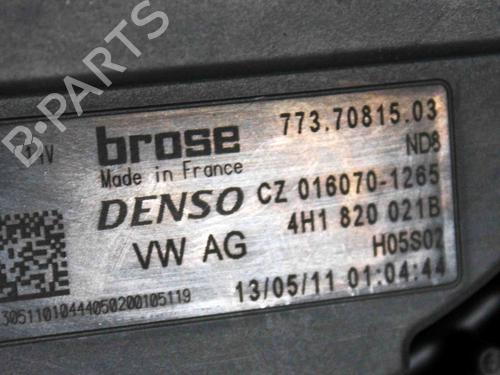 B-PARTS
brose 773.70815.03
Made in France ND8
DENSO CZ 016070-1265
4H1 820 021B
VW AG H05S02
13/05/11 01:04:44
30511010444050200105119